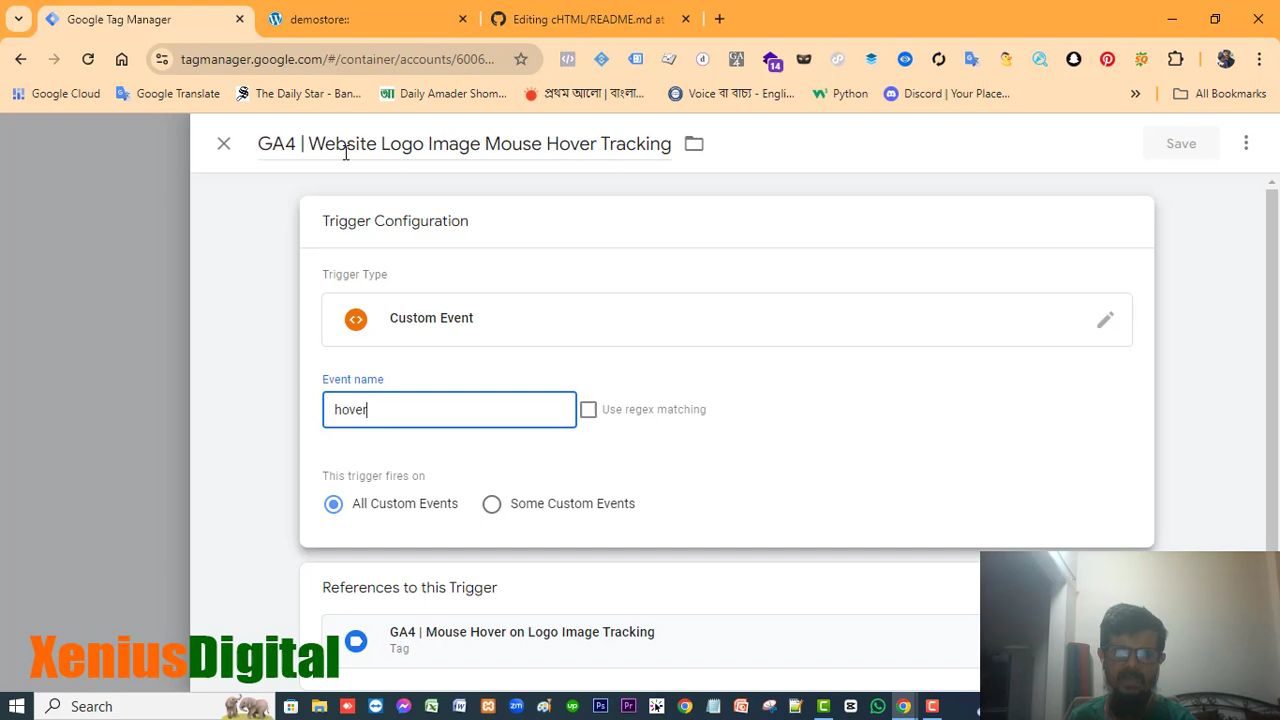 Google Tag Manager
demostore::
Editing cHTML/README.md at
tagmanager.google.com/#/container/accounts/6006...
14
Google Cloud
Google Translate
The Daily Star - Ban...
Daily Amader Shom...
প্রথম আলো | বাংলা...
Voice বা বাচ্য - Engli...
Python
Discord | Your Place...
All Bookmarks
GA4 | Website Logo Image Mouse Hover Tracking
Save
Trigger Configuration
Trigger Type
Custom Event
Event name
hover
Use regex matching
This trigger fires on
All Custom Events
Some Custom Events
References to this Trigger
GA4 | Mouse Hover on Logo Image Tracking
Tag
XeniusDigital
Search